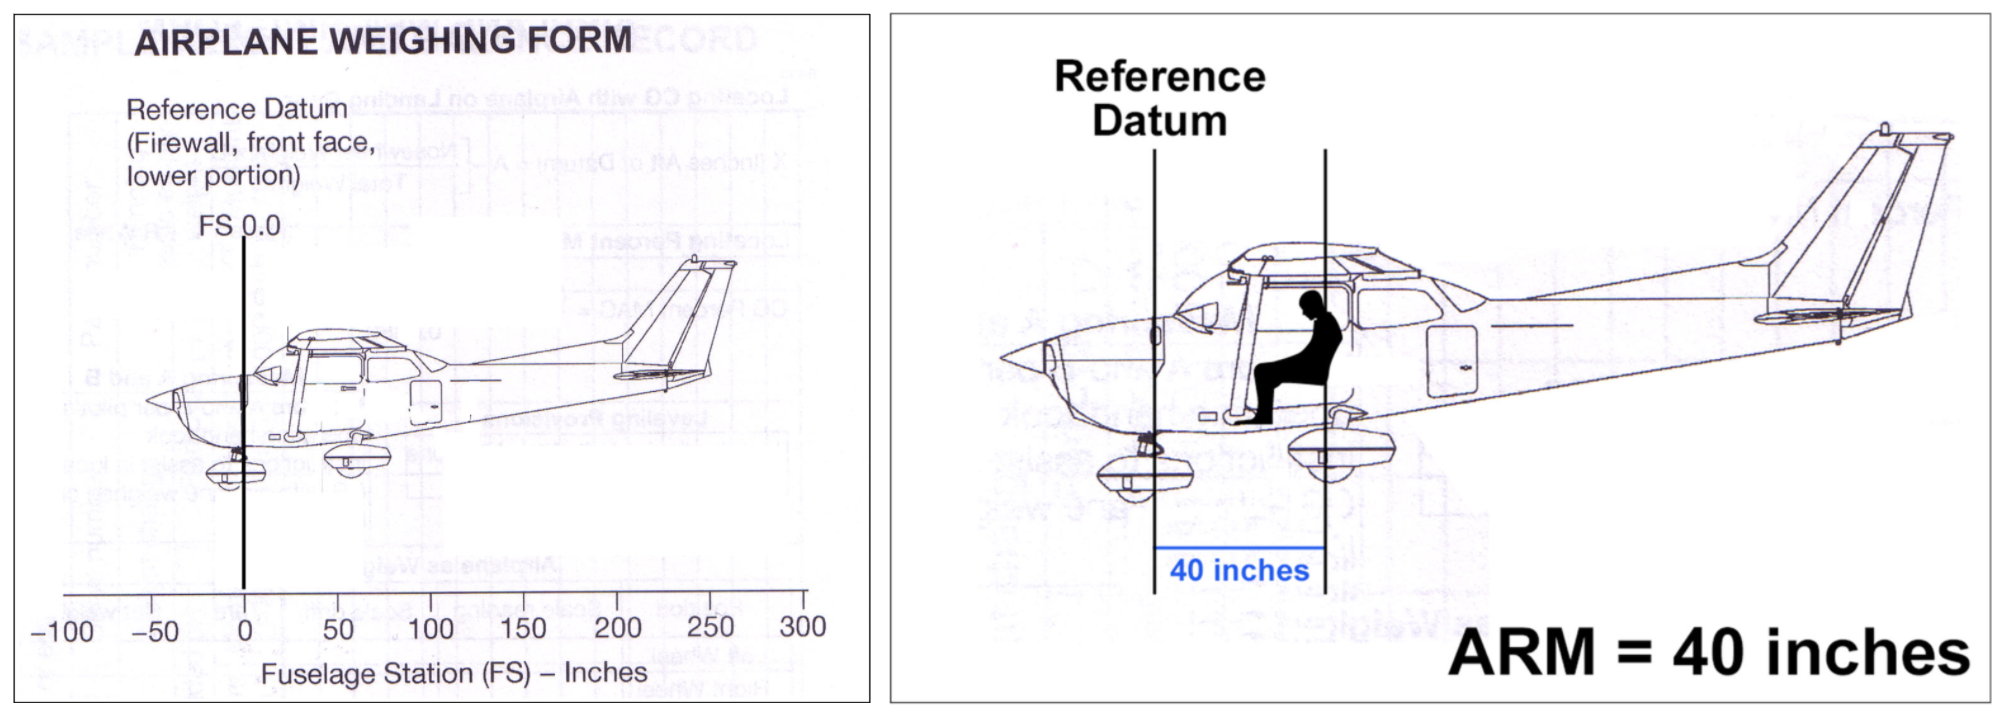 AIRPLANE WEIGHING FORM
Reference Datum
(Firewall, front face,
lower portion)
FS 0.0
−100 −50 0 50 100 150 200 250 300
Fuselage Station (FS) – Inches
Reference
Datum
40 inches
ARM = 40 inches